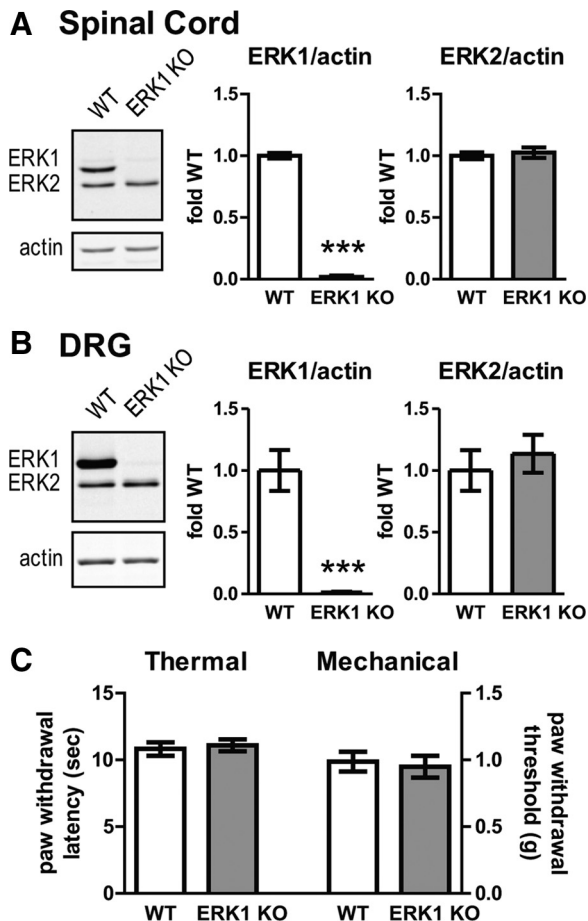 A Spinal Cord
WT ERK1 KO
ERK1
ERK2
actin
ERK1/actin
fold WT
1.5
1.0
0.5
0.0
***
WT ERK1 KO
ERK2/actin
fold WT
1.5
1.0
0.5
0.0
WT ERK1 KO
B DRG
WT ERK1 KO
ERK1
ERK2
actin
ERK1/actin
fold WT
1.5
1.0
0.5
0.0
***
WT ERK1 KO
ERK2/actin
fold WT
1.5
1.0
0.5
0.0
WT ERK1 KO
C
Thermal Mechanical
paw withdrawal
latency (sec)
15
10
5
0
WT ERK1 KO WT ERK1 KO
1.5
1.0
0.5
0.0
paw withdrawal
threshold (g)